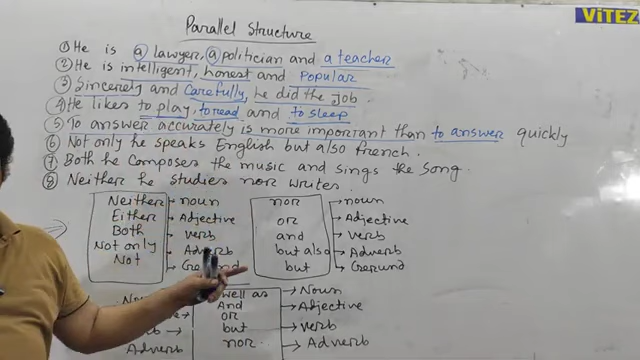 ViTEZ
Parallel Structure
① He is a lawyer, a politician and a teacher
② He is intelligent, honest and Popular
③ Sincerely and Carefully, he did the job.
④ He likes to play, to read and to sleep
⑤ To answer accurately is more important than to answer quickly
⑥ Not only he speaks English but also french.
⑦ Both he Composes the music and sings the Song.
⑧ Neither he studies nor writes.
Neither → noun nor → noun
Either → Adjective or → Adjective
Both → verb and → verb
Not only → Adverb but also → Adverb
Not → Gerund but → Gerund
well as → Noun
And → Adjective
→ or → verb
but → Adverb
Adverb nor